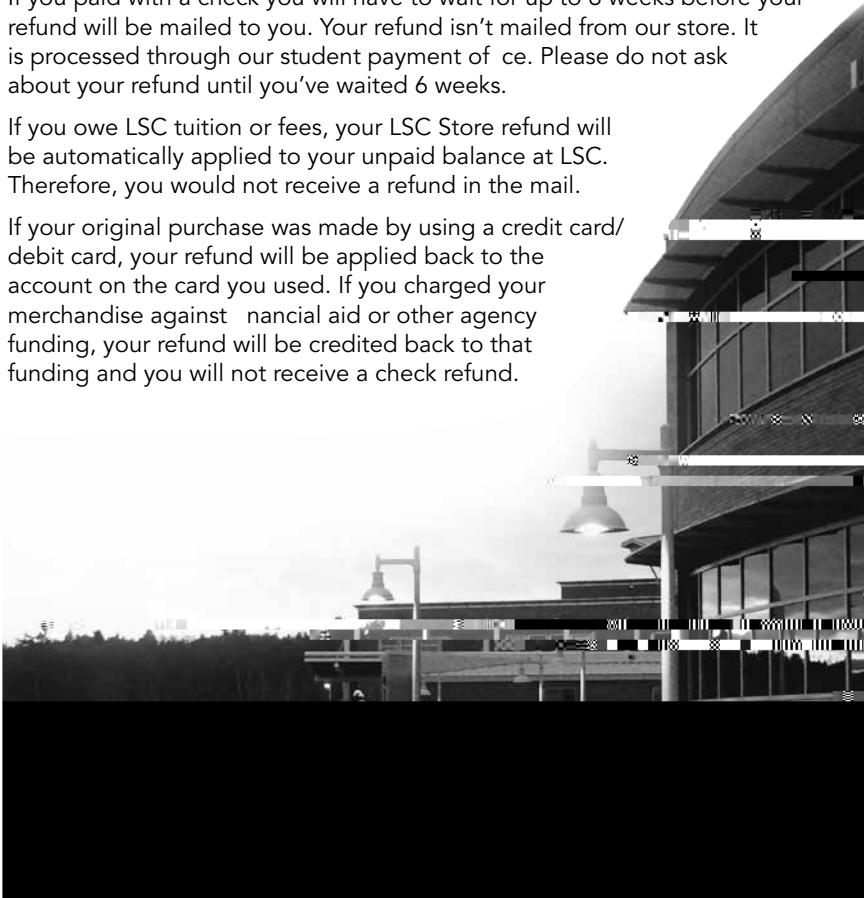 If you paid with a check you will have to wait for up to 6 weeks before your
refund will be mailed to you. Your refund isn’t mailed from our store. It
is processed through our student payment of ce. Please do not ask
about your refund until you’ve waited 6 weeks.
If you owe LSC tuition or fees, your LSC Store refund will
be automatically applied to your unpaid balance at LSC.
Therefore, you would not receive a refund in the mail.
If your original purchase was made by using a credit card/
debit card, your refund will be applied back to the
account on the card you used. If you charged your
merchandise against nancial aid or other agency
funding, your refund will be credited back to that
funding and you will not receive a check refund.